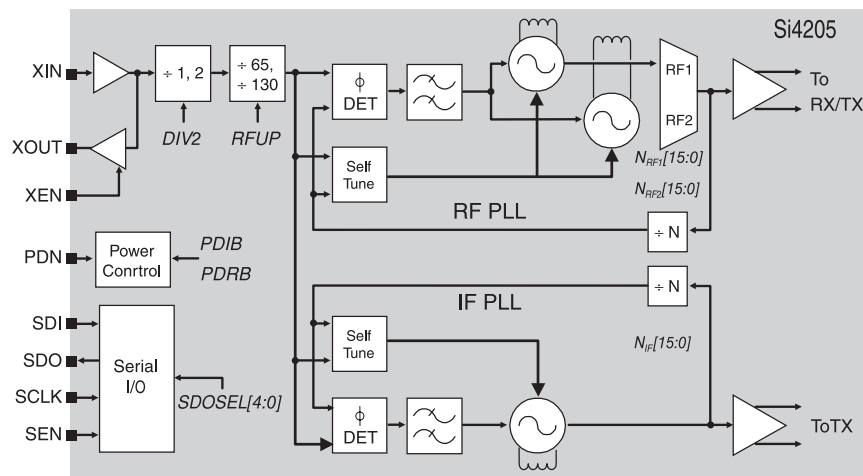 Si4205
XIN
÷ 1, 2
÷ 65,
÷ 130
ϕ
DET
RF1
RF2
To
RX/TX
DIV2
RFUP
XOUT
XEN
Self
Tune
N_RF1[15:0]
N_RF2[15:0]
RF PLL
÷ N
PDN
Power
Conrtrol
PDIB
PDRB
÷ N
IF PLL
SDI
SDO
SCLK
SEN
Serial
I/O
SDOSEL[4:0]
Self
Tune
N_IF[15:0]
ϕ
DET
ToTX